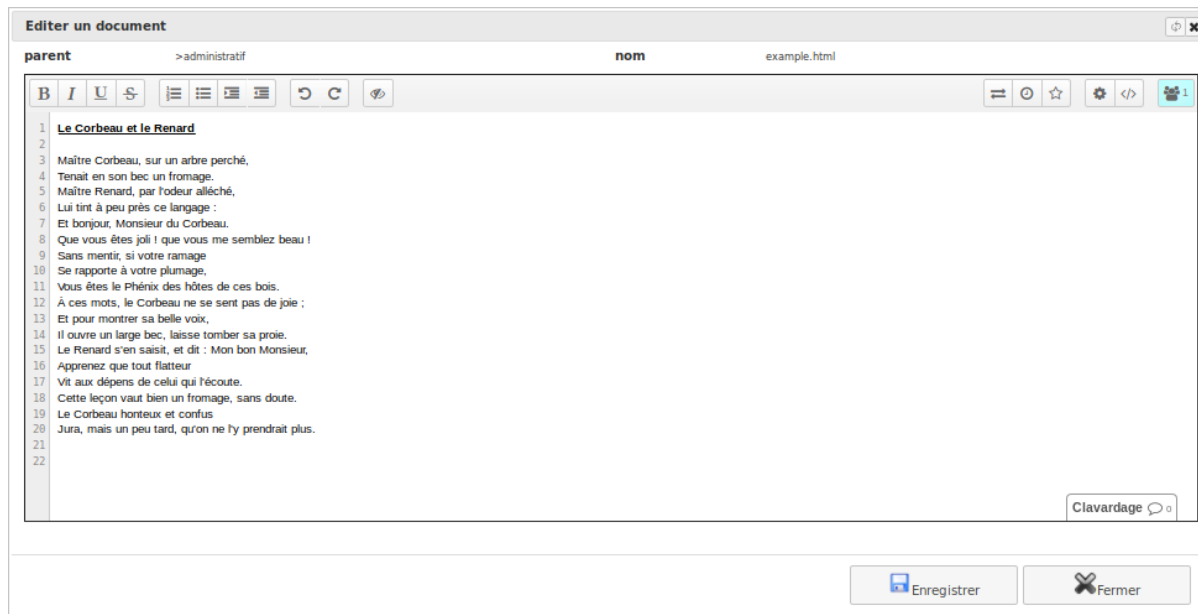 Editer un document
parent >administratif nom example.html
B I U S 1
1 Le Corbeau et le Renard
2
3 Maître Corbeau, sur un arbre perché,
4 Tenait en son bec un fromage.
5 Maître Renard, par l'odeur alléché,
6 Lui tint à peu près ce langage :
7 Et bonjour, Monsieur du Corbeau.
8 Que vous êtes joli ! que vous me semblez beau !
9 Sans mentir, si votre ramage
10 Se rapporte à votre plumage,
11 Vous êtes le Phénix des hôtes de ces bois.
12 À ces mots, le Corbeau ne se sent pas de joie ;
13 Et pour montrer sa belle voix,
14 Il ouvre un large bec, laisse tomber sa proie.
15 Le Renard s'en saisit, et dit : Mon bon Monsieur,
16 Apprenez que tout flatteur
17 Vit aux dépens de celui qui l'écoute.
18 Cette leçon vaut bien un fromage, sans doute.
19 Le Corbeau honteux et confus
20 Jura, mais un peu tard, qu'on ne l'y prendrait plus.
21
22
Clavardage 0
Enregistrer Fermer